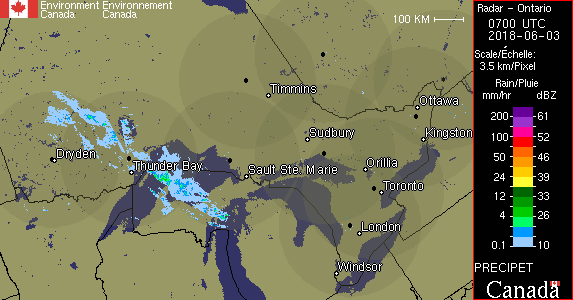 Environment Environnement
Canada Canada
100 KM
Timmins
Ottawa
Sudbury
Kingston
Dryden
Thunder Bay
Sault Ste. Marie
Orillia
Toronto
London
Windsor
Radar - Ontario
0700 UTC
2018-06-03
Scale/Échelle:
3.5 km/Pixel
Rain/Pluie
mm/hr dBZ
200 61
100 52
50 46
24 39
12 33
4 26
0.1 10
PRECIPET
Canada